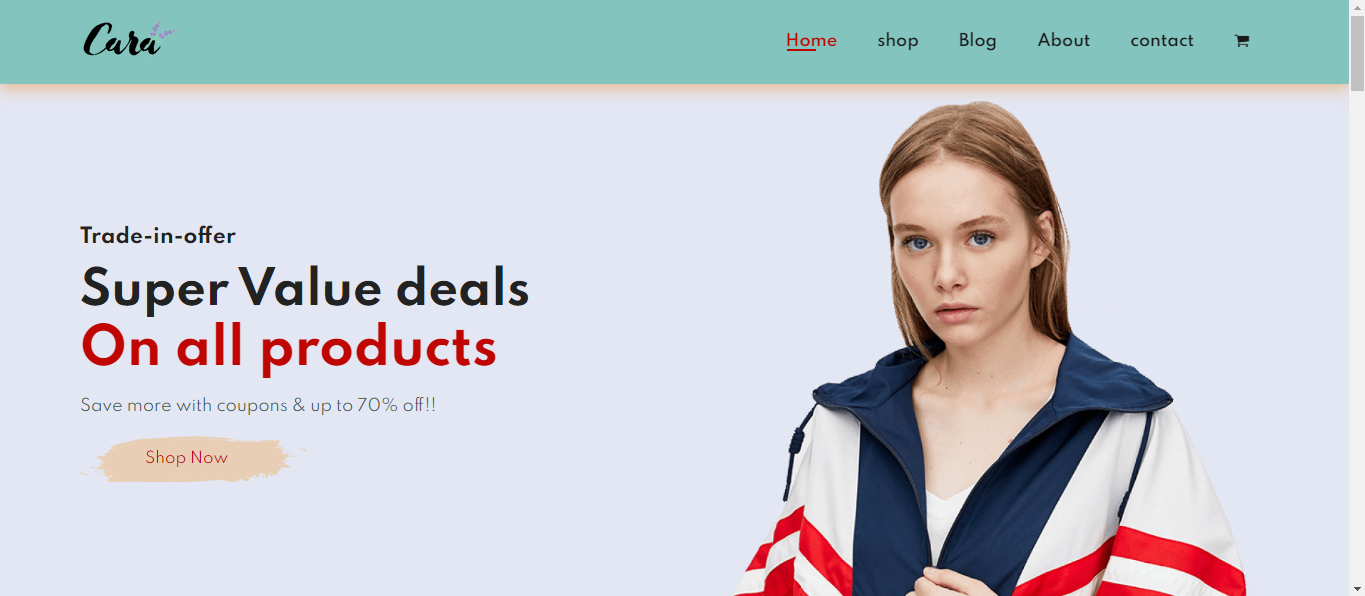 Cara
Home shop Blog About contact
Trade-in-offer
Super Value deals
On all products
Save more with coupons & up to 70% off!!
Shop Now